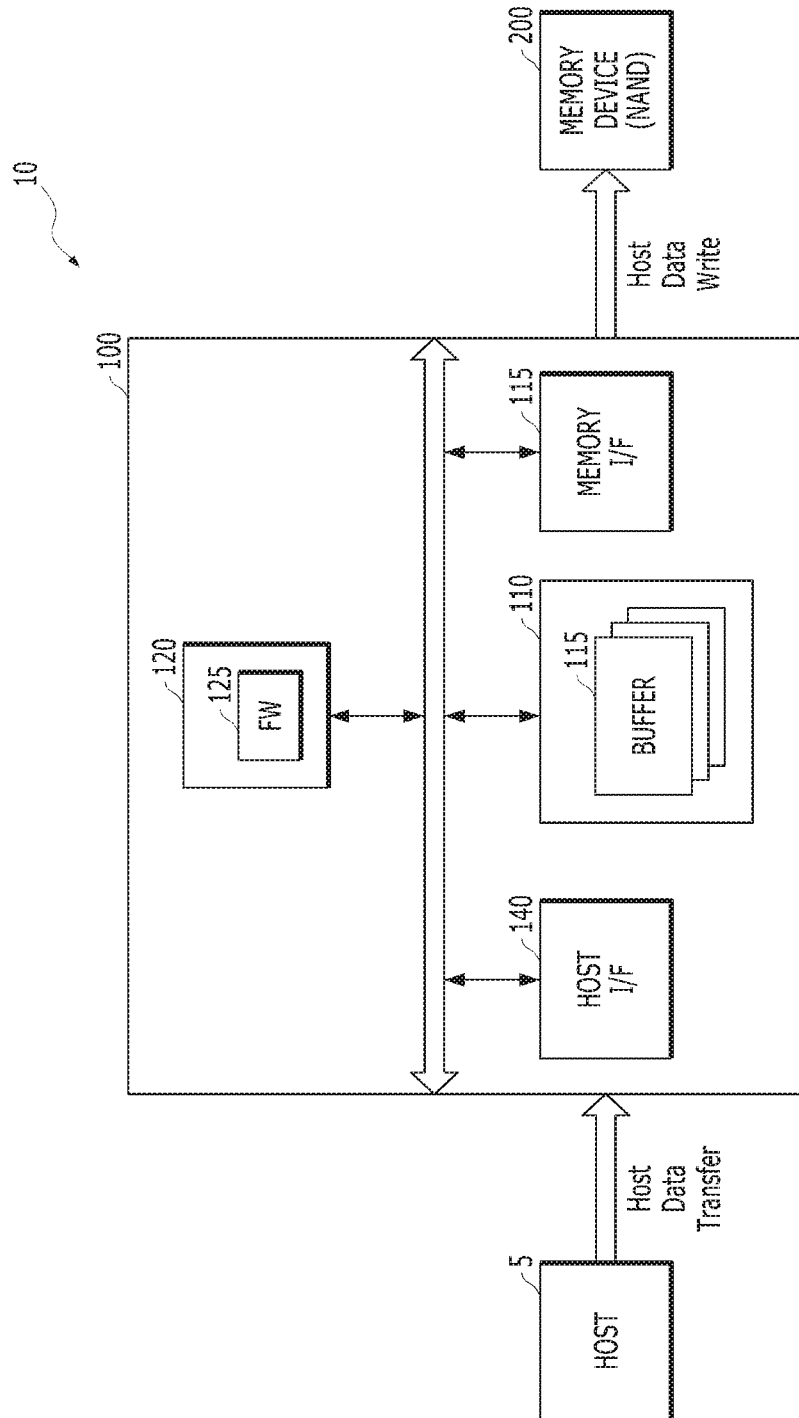 10
100
120
125
FW
5
HOST
Host
Data
Transfer
140
HOST
I/F
110
115
BUFFER
115
MEMORY
I/F
Host
Data
Write
200
MEMORY
DEVICE
(NAND)